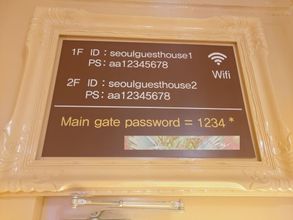 1F ID : seoulguesthouse1
PS: aa12345678
Wifi
2F ID : seoulguesthouse2
PS: aa12345678
Main gate password = 1234 *